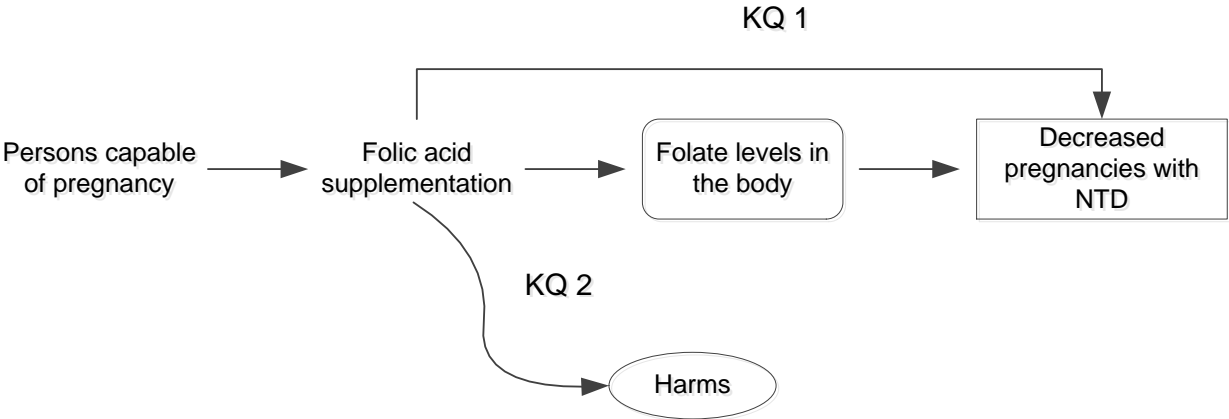 KQ 1
Persons capable
of pregnancy
Folic acid
supplementation
Folate levels in
the body
Decreased
pregnancies with
NTD
KQ 2
Harms